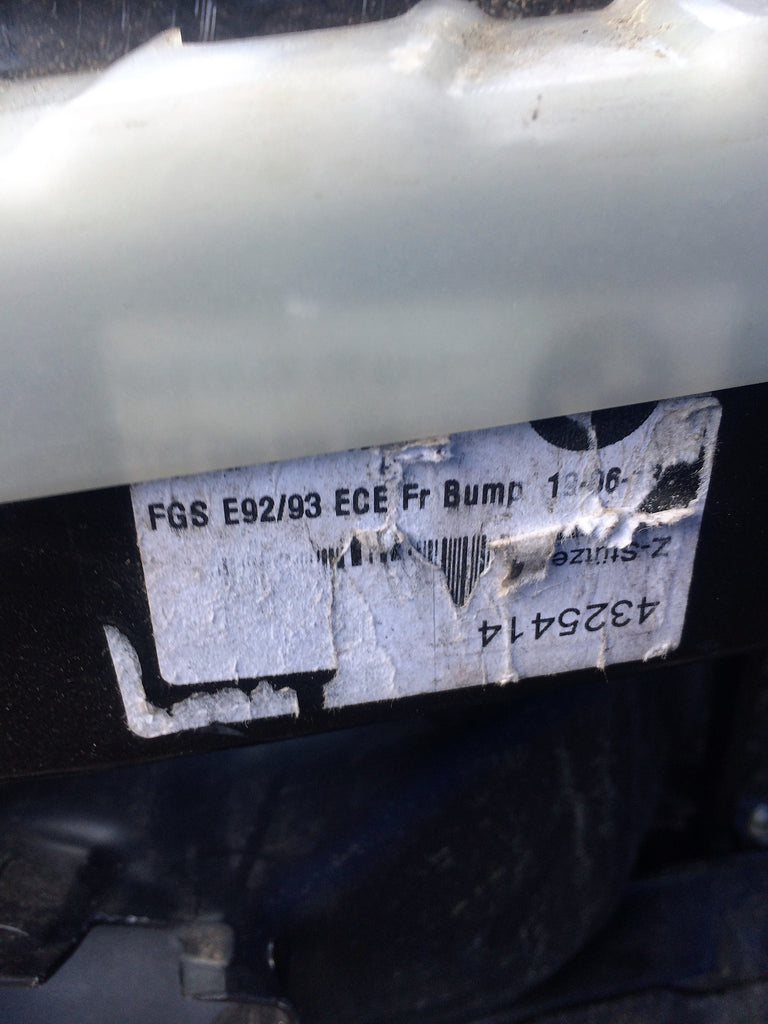 FGS E92/93 ECE Fr Bump
Z-Stütze
4325414